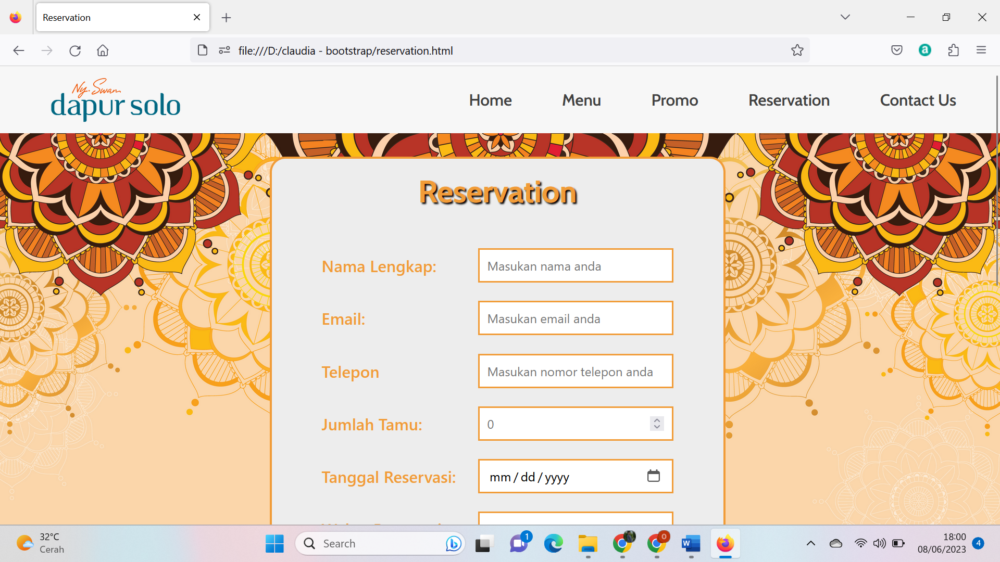 Reservation
file:///D:/claudia - bootstrap/reservation.html
Ny. Swan
dapur solo
Home
Menu
Promo
Reservation
Contact Us
Reservation
Nama Lengkap:
Masukan nama anda
Email:
Masukan email anda
Telepon
Masukan nomor telepon anda
Jumlah Tamu:
0
Tanggal Reservasi:
mm / dd / yyyy
32°C
Cerah
Search
1
0
W
18:00
08/06/2023
4
a